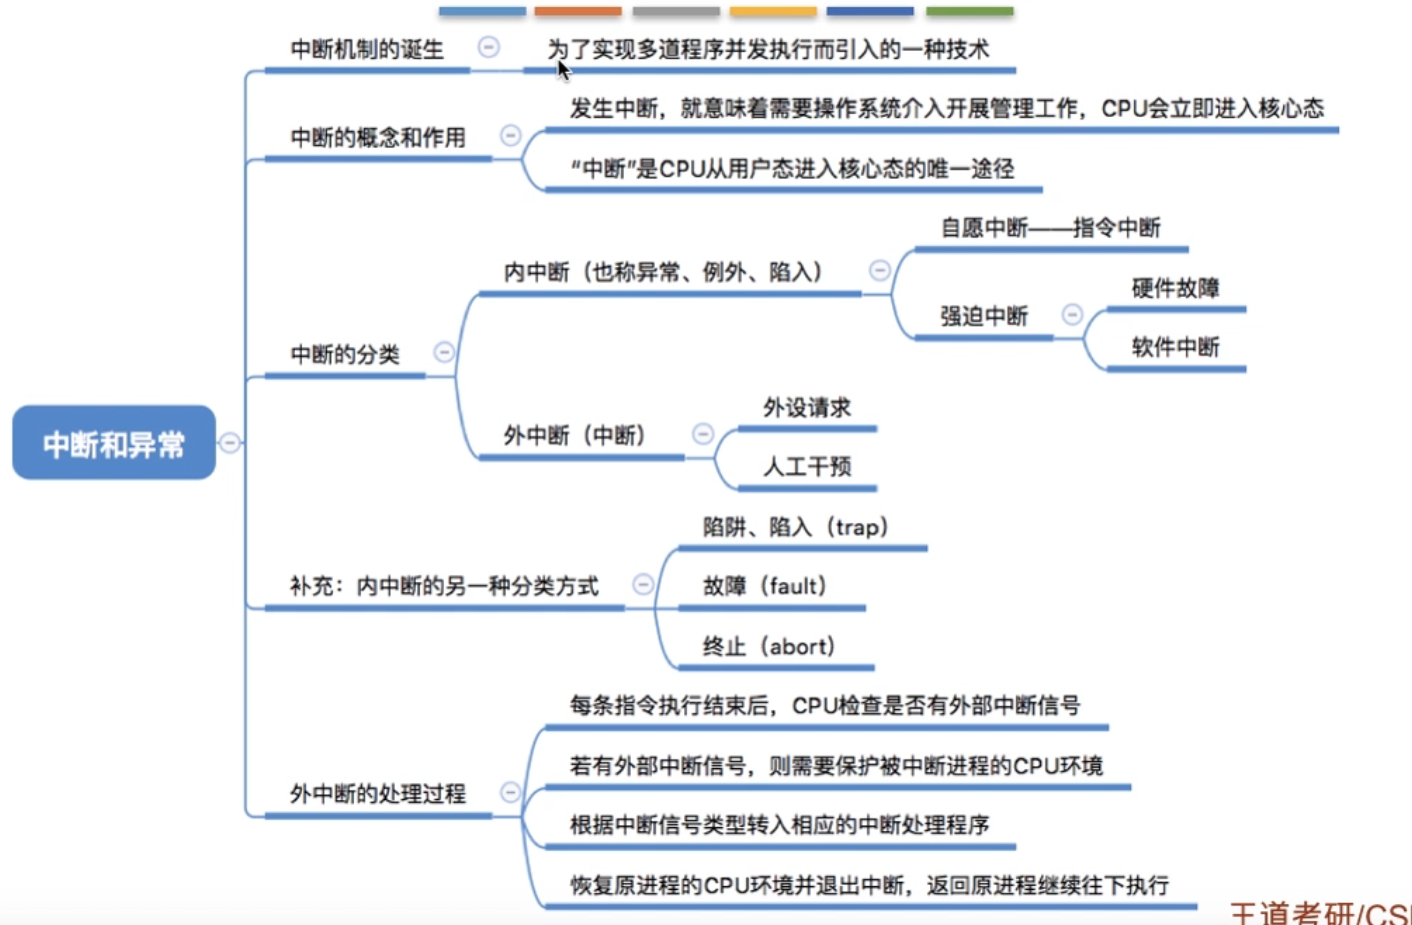 中断机制的诞生
为了实现多道程序并发执行而引入的一种技术
中断的概念和作用
发生中断，就意味着需要操作系统介入开展管理工作，CPU会立即进入核心态
“中断”是CPU从用户态进入核心态的唯一途径
中断和异常
中断的分类
内中断（也称异常、例外、陷入）
自愿中断——指令中断
强迫中断
硬件故障
软件中断
外中断（中断）
外设请求
人工干预
补充：内中断的另一种分类方式
陷阱、陷入（trap）
故障（fault）
终止（abort）
外中断的处理过程
每条指令执行结束后，CPU检查是否有外部中断信号
若有外部中断信号，则需要保护被中断进程的CPU环境
根据中断信号类型转入相应的中断处理程序
恢复原进程的CPU环境并退出中断，返回原进程继续往下执行
王道考研/CS